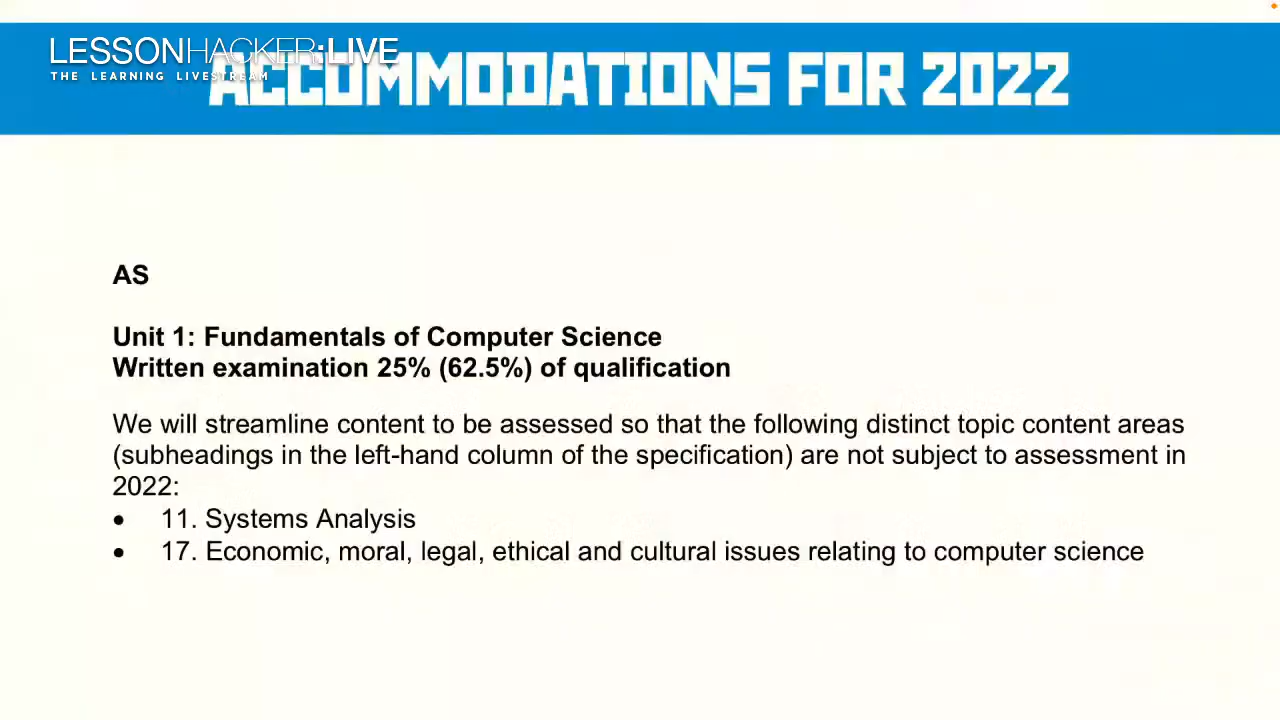 LESSONHACKER:LIVE
THE LEARNING LIVESTREAM
ACCOMMODATIONS FOR 2022
AS
Unit 1: Fundamentals of Computer Science
Written examination 25% (62.5%) of qualification
We will streamline content to be assessed so that the following distinct topic content areas
(subheadings in the left-hand column of the specification) are not subject to assessment in
2022:
• 11. Systems Analysis
• 17. Economic, moral, legal, ethical and cultural issues relating to computer science